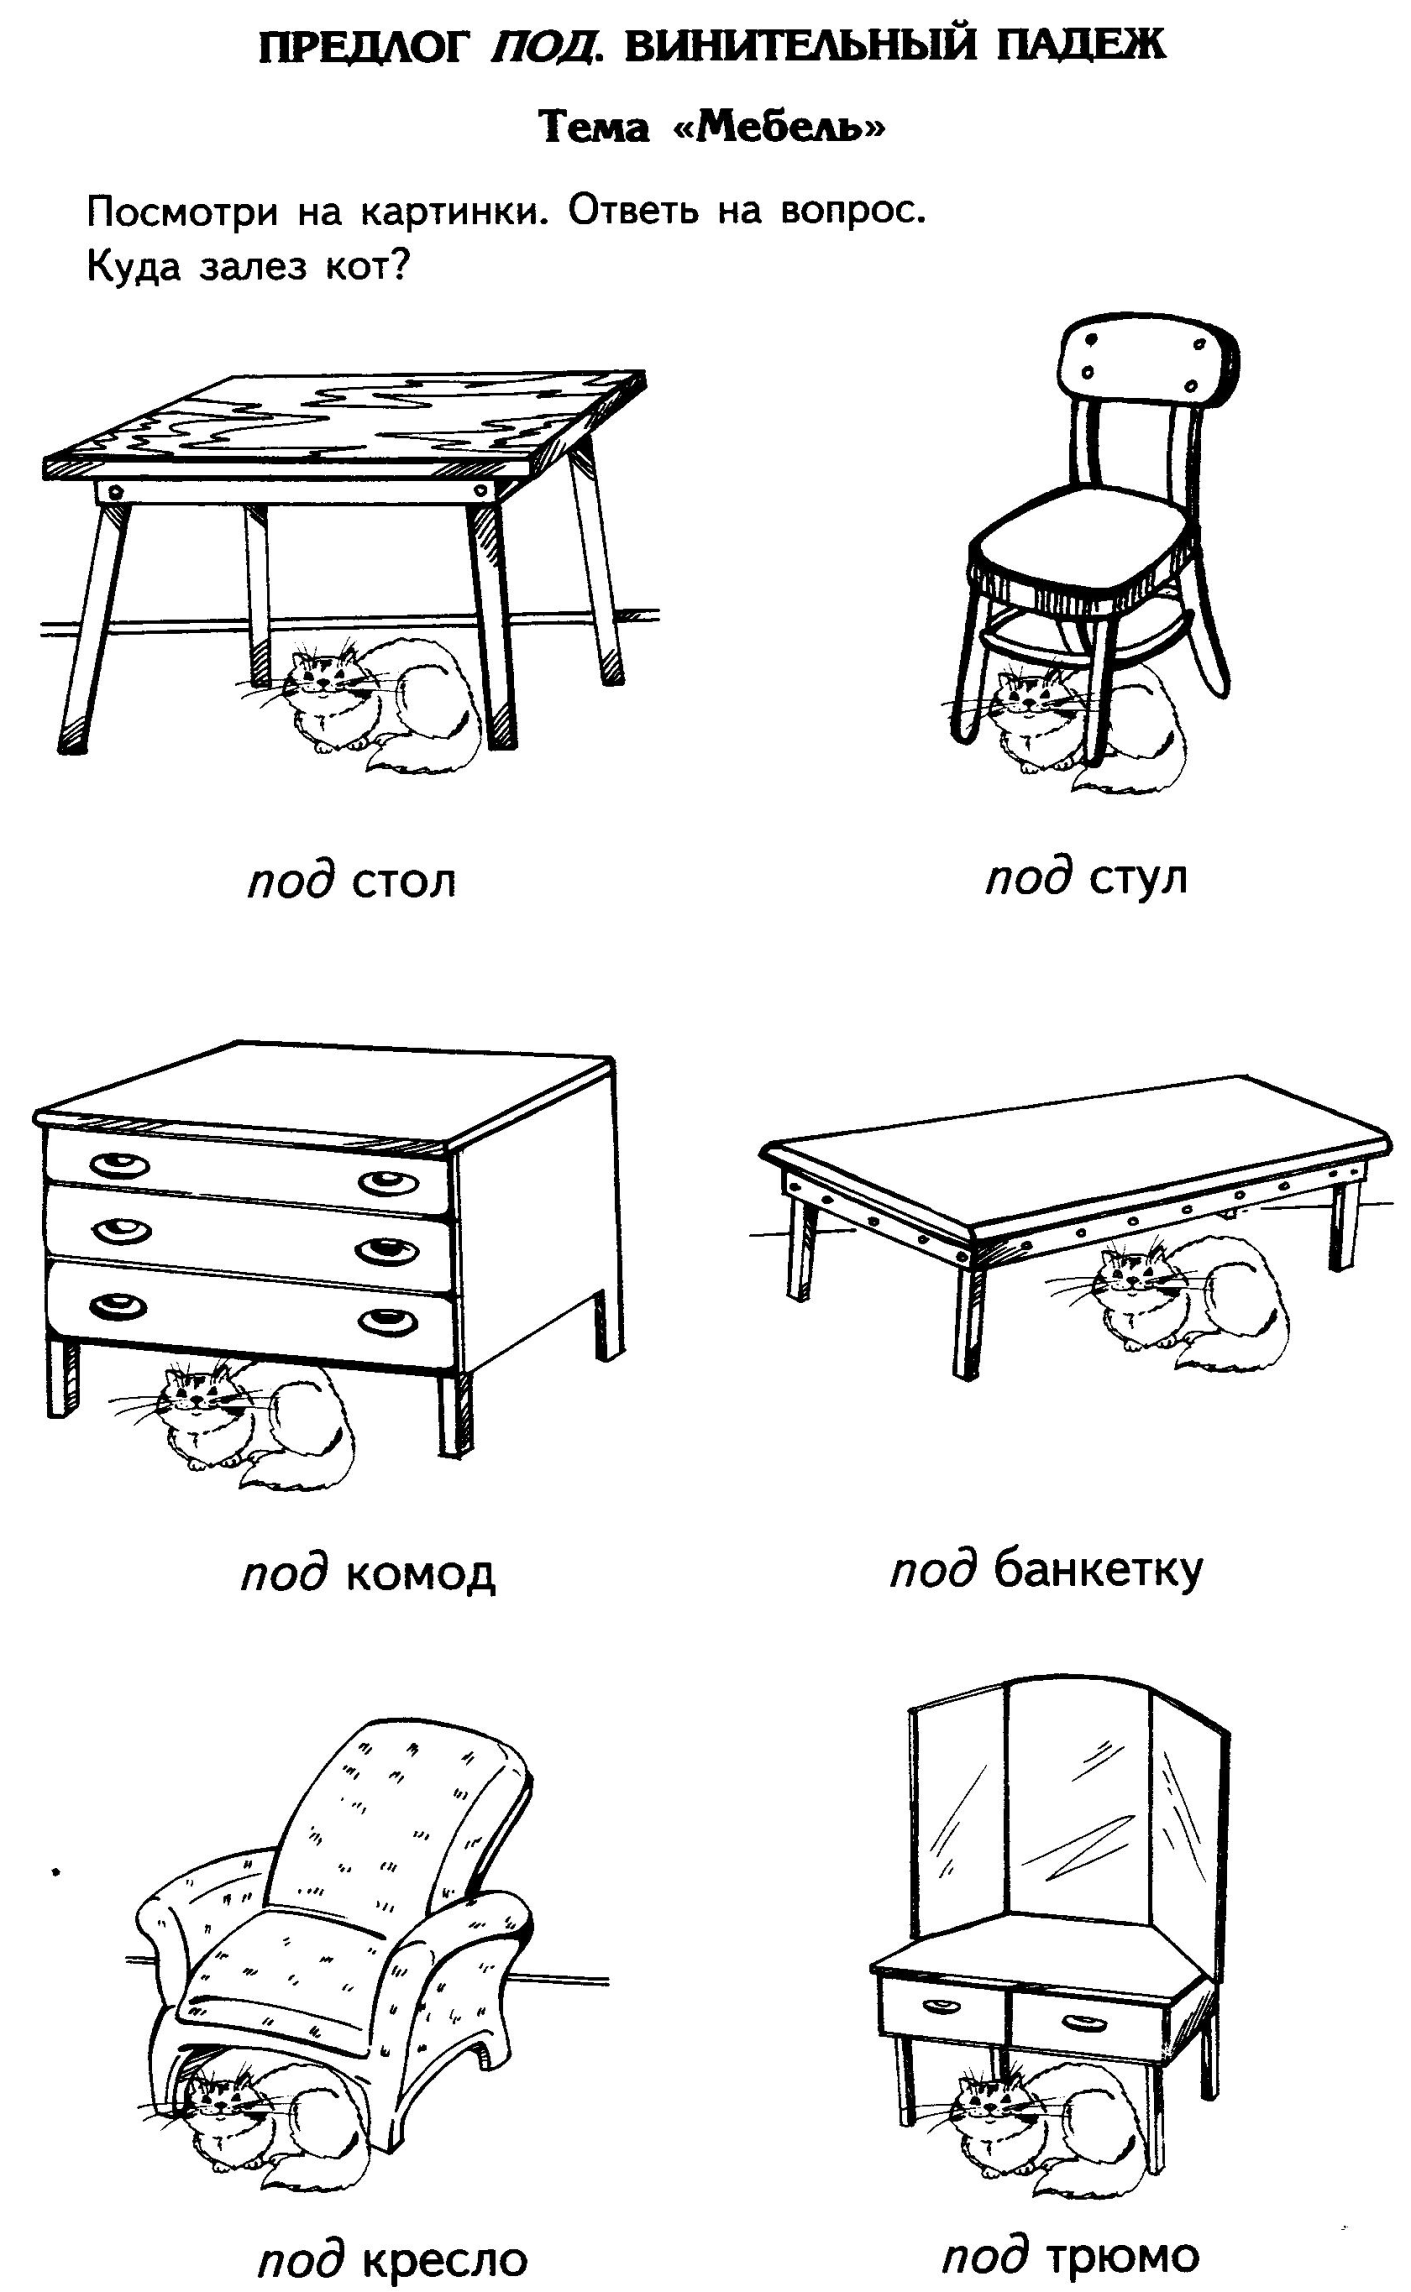 ПРЕДЛОГ ПОД. ВИНИТЕЛЬНЫЙ ПАДЕЖ
Тема «Мебель»
Посмотри на картинки. Ответь на вопрос.
Куда залез кот?
под стол
под стул
под комод
под банкетку
под кресло
под трюмо